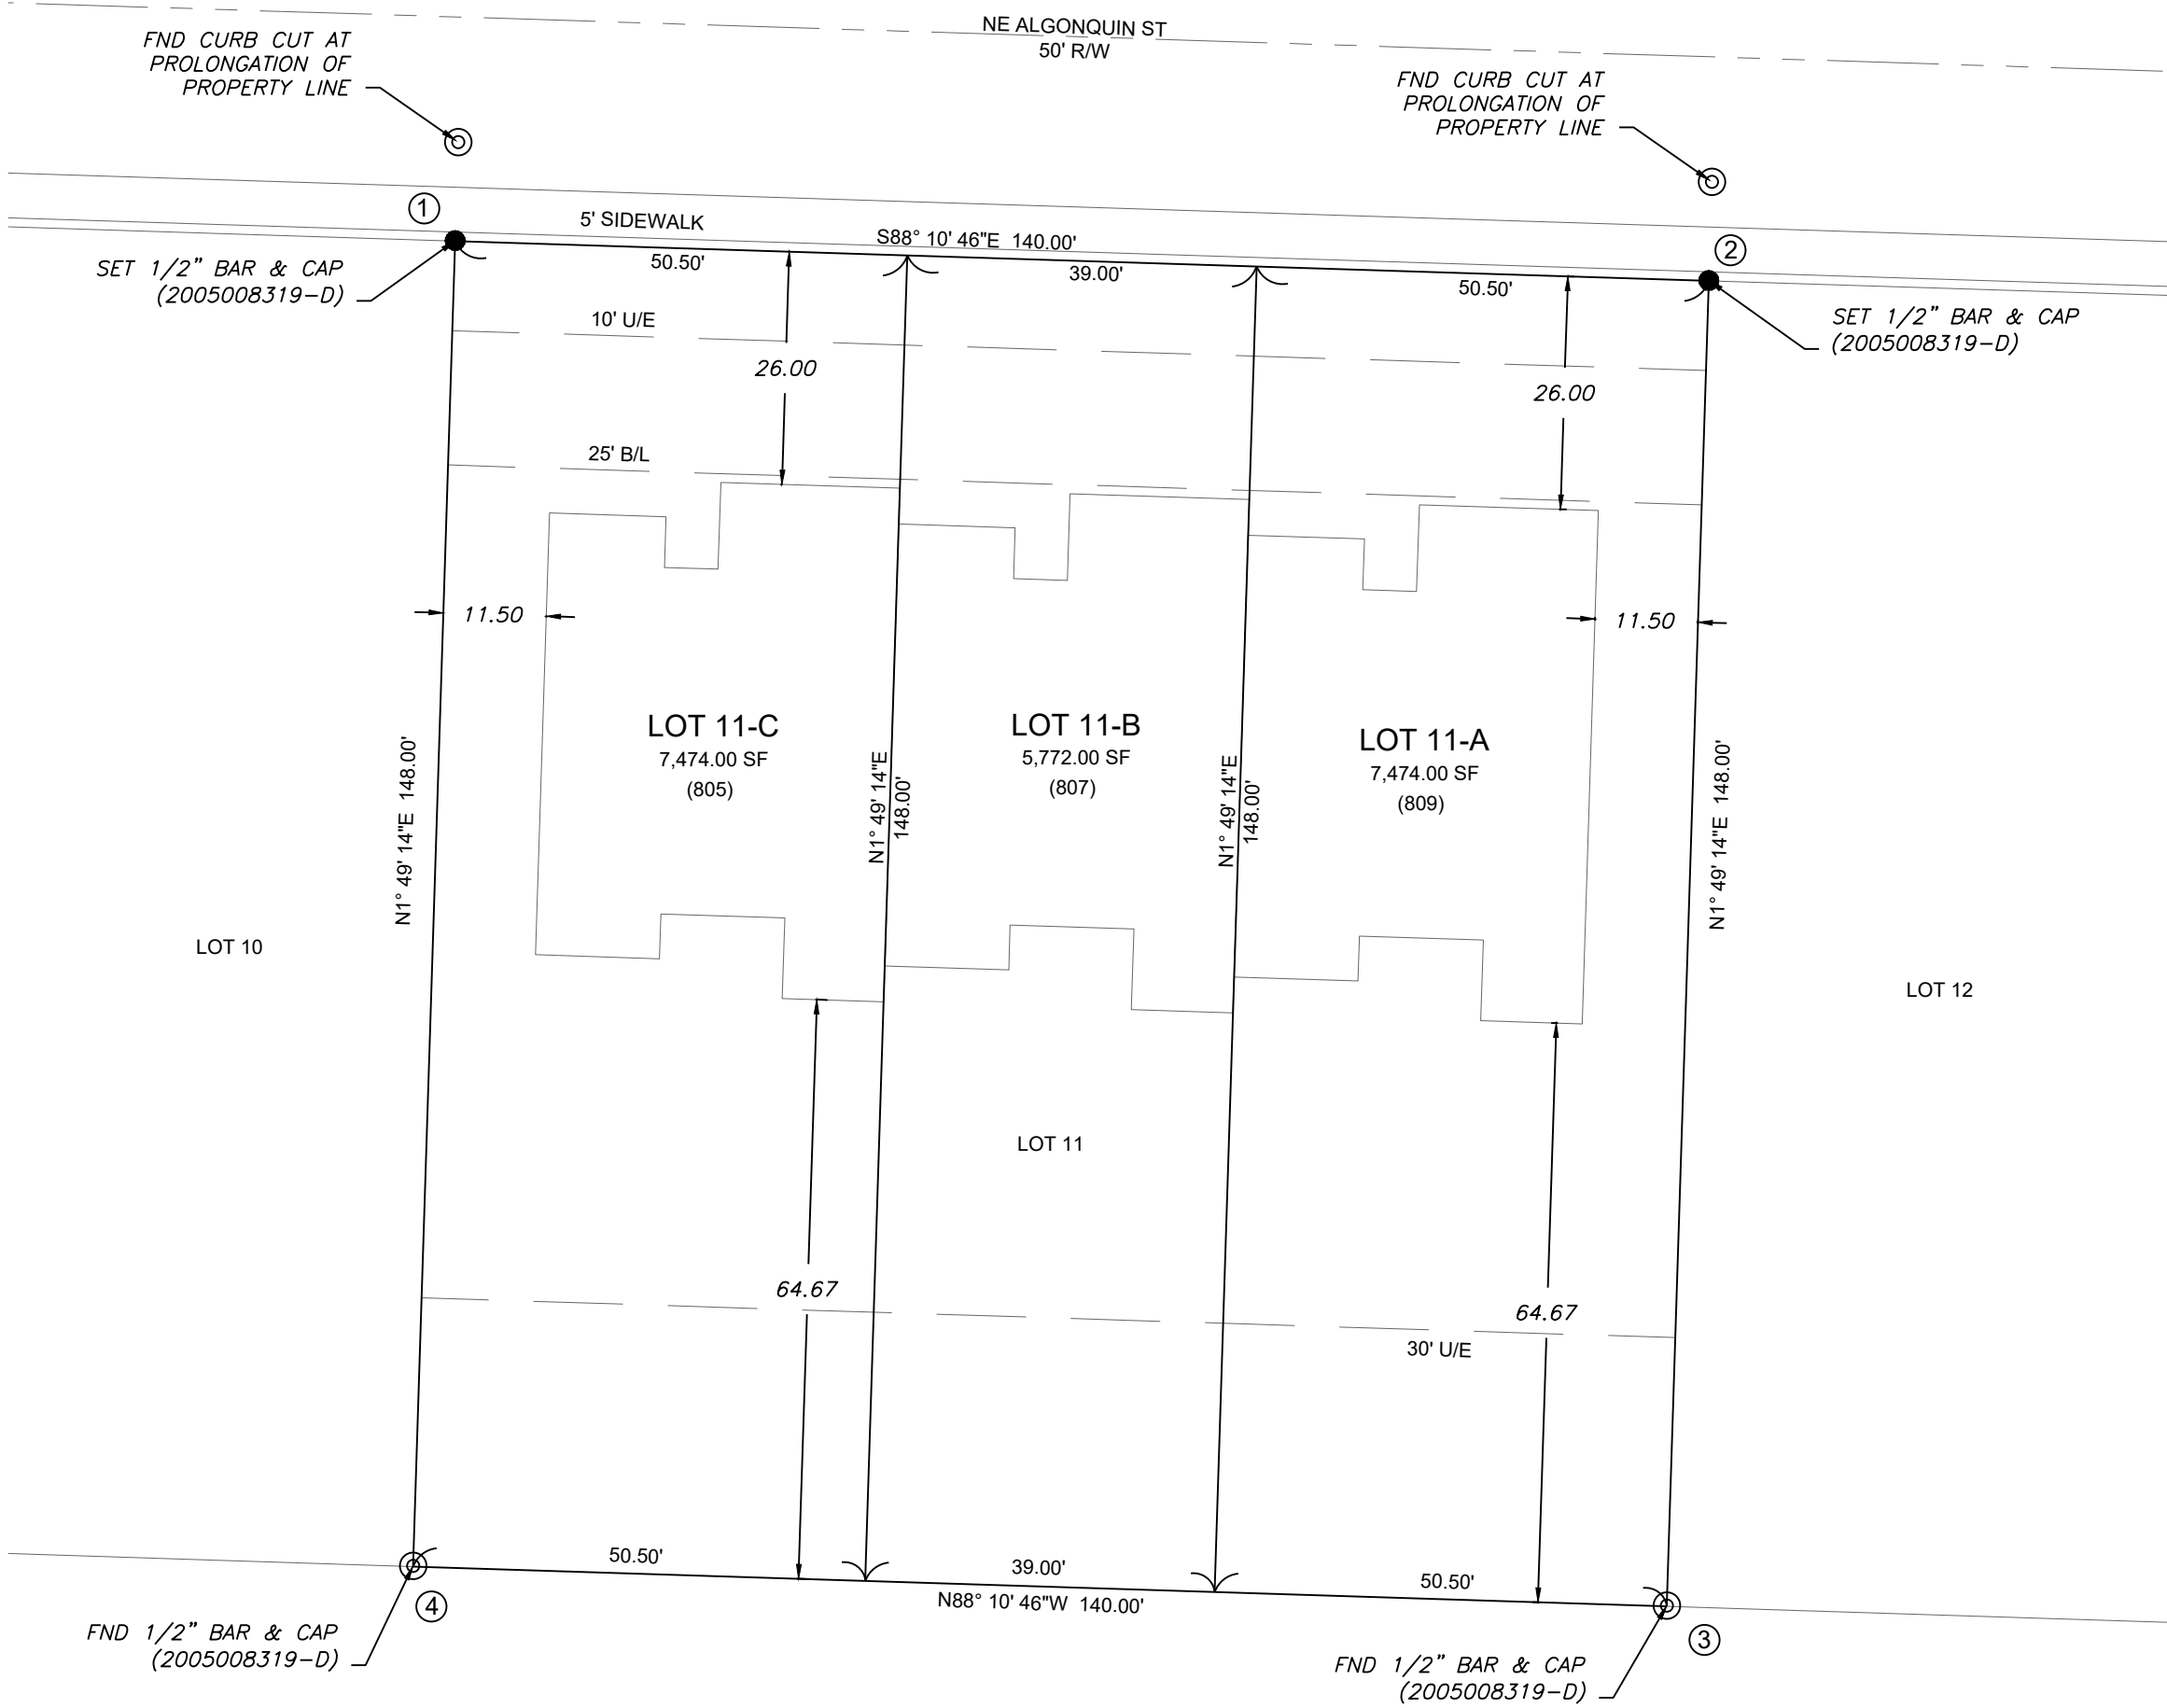 NE ALGONQUIN ST
50' R/W
FND CURB CUT AT
PROLONGATION OF
PROPERTY LINE
FND CURB CUT AT
PROLONGATION OF
PROPERTY LINE
1
5' SIDEWALK
S88° 10' 46"E 140.00'
2
SET 1/2" BAR & CAP
(2005008319-D)
50.50'
39.00'
50.50'
SET 1/2" BAR & CAP
(2005008319-D)
10' U/E
26.00
26.00
25' B/L
11.50
11.50
LOT 11-C
7,474.00 SF
(805)
LOT 11-B
5,772.00 SF
(807)
LOT 11-A
7,474.00 SF
(809)
N1° 49' 14"E 148.00'
N1° 49' 14"E
148.00'
N1° 49' 14"E
148.00'
N1° 49' 14"E 148.00'
LOT 10
LOT 12
LOT 11
64.67
64.67
30' U/E
50.50'
39.00'
50.50'
N88° 10' 46"W 140.00'
4
FND 1/2" BAR & CAP
(2005008319-D)
3
FND 1/2" BAR & CAP
(2005008319-D)